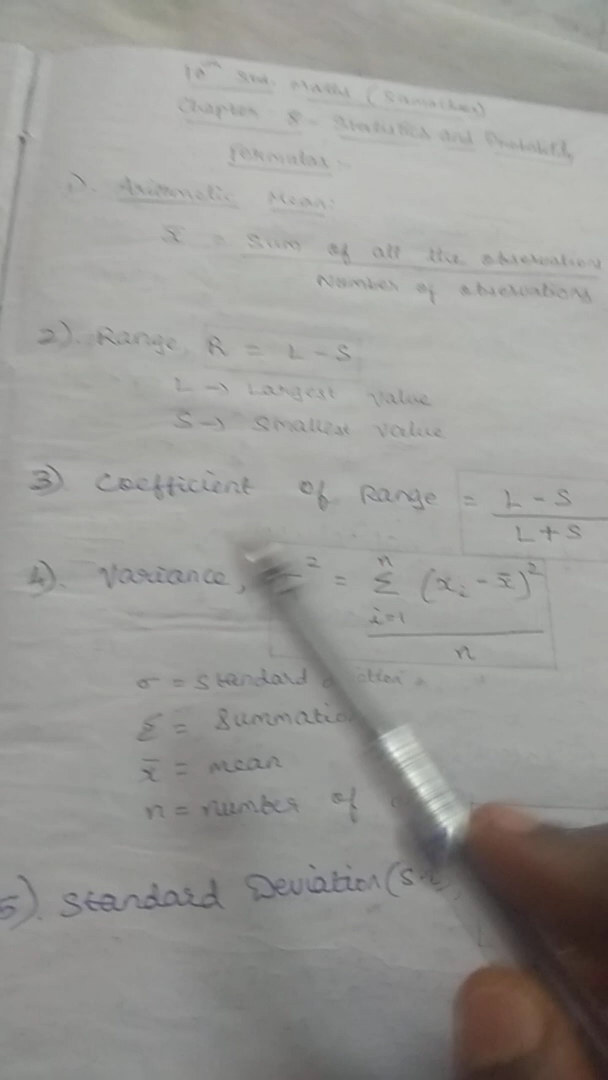 10th Std. Maths (Samacheer)
Chapter 8 - Statistics and Probability
Formulas :-
1). Arithmetic Mean:
x̄ = Sum of all the observations
Number of observations
2). Range, R = L - S
L → Largest value
S → Smallest value
3) Coefficient of Range = L - S
L + S
4). Variance, ² = n
Σ (xᵢ - x̄)²
i=1
n
σ = standard
Σ =
x̄ = mean
n = number of
5). Standard Deviation